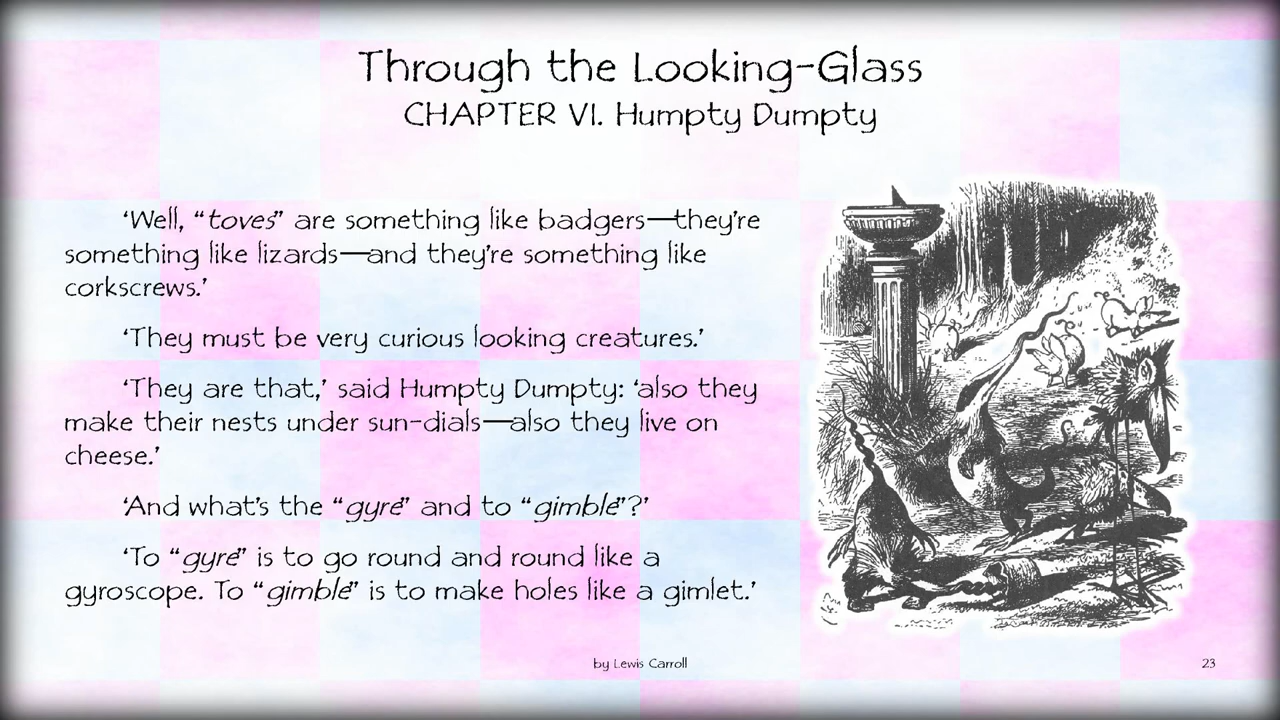 Through the Looking-Glass
CHAPTER VI. Humpty Dumpty
‘Well, “toves” are something like badgers—they’re
something like lizards—and they’re something like
corkscrews.’
‘They must be very curious looking creatures.’
‘They are that,’ said Humpty Dumpty: ‘also they
make their nests under sun-dials—also they live on
cheese.’
‘And what’s the “gyre” and to “gimble”?’
‘To “gyre” is to go round and round like a
gyroscope. To “gimble” is to make holes like a gimlet.’
by Lewis Carroll
23